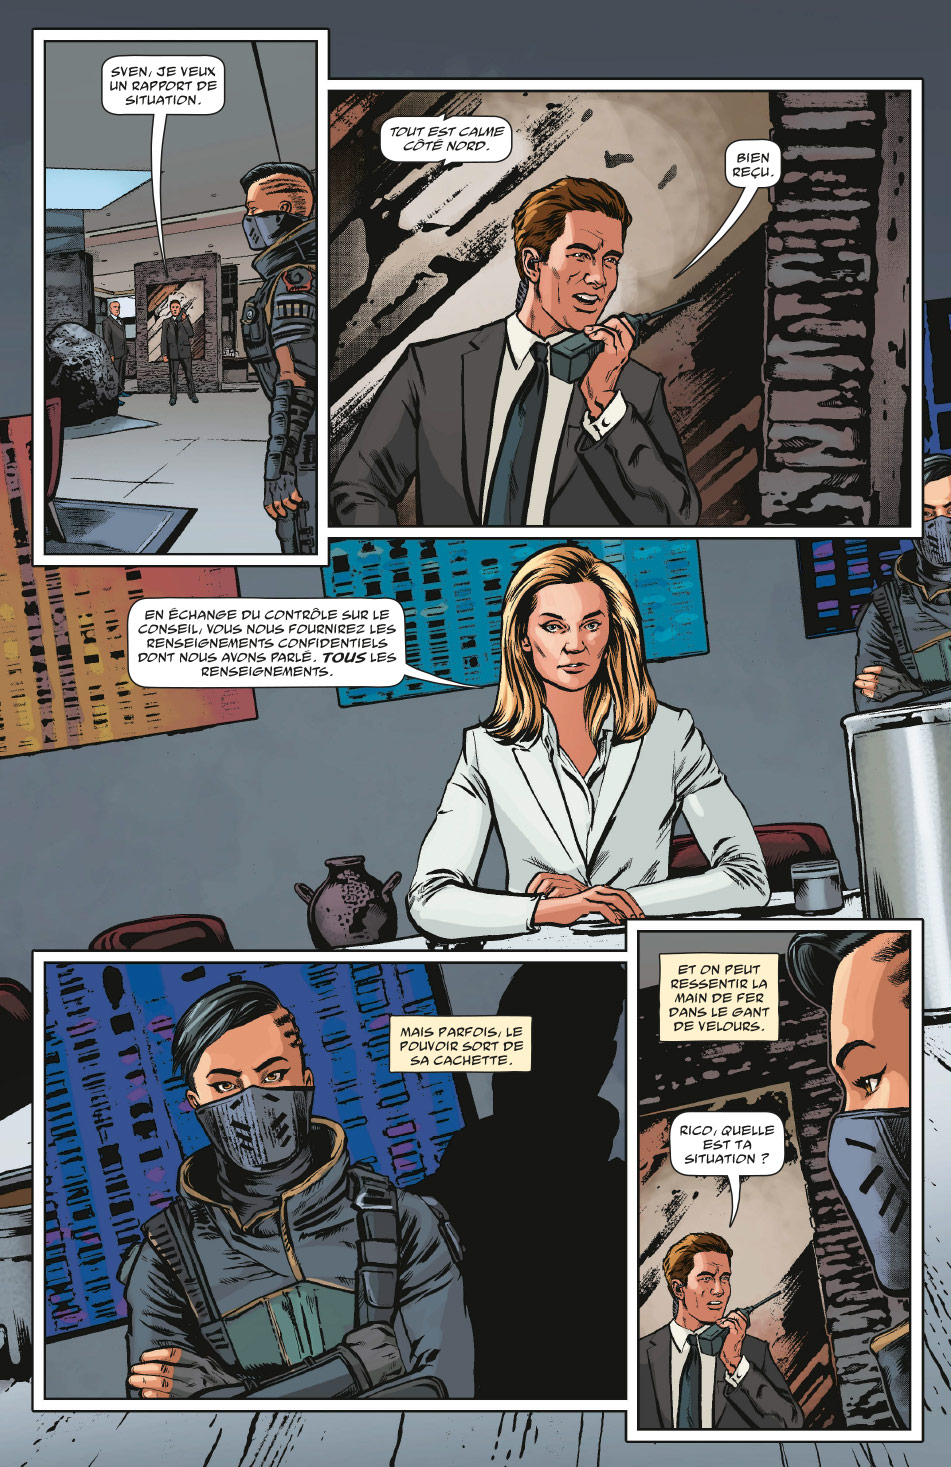 SVEN, JE VEUX
UN RAPPORT DE
SITUATION.
TOUT EST CALME
CÔTÉ NORD.
BIEN
REÇU.
EN ÉCHANGE DU CONTRÔLE SUR LE
CONSEIL, VOUS NOUS FOURNIREZ LES
RENSEIGNEMENTS CONFIDENTIELS
DONT NOUS AVONS PARLÉ. TOUS LES
RENSEIGNEMENTS.
MAIS PARFOIS, LE
POUVOIR SORT DE
SA CACHETTE.
ET ON PEUT
RESSENTIR LA
MAIN DE FER
DANS LE GANT
DE VELOURS.
RICO, QUELLE
EST TA
SITUATION ?